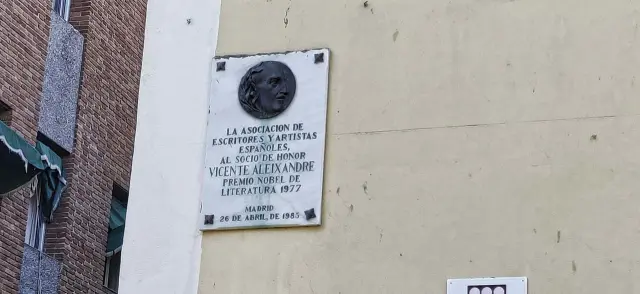 LA ASOCIACION DE
ESCRITORES Y ARTISTAS
ESPAÑOLES,
AL SOCIO DE HONOR
VICENTE ALEIXANDRE
PREMIO NOBEL DE
LITERATURA 1977
MADRID
26 DE ABRIL, DE 1985